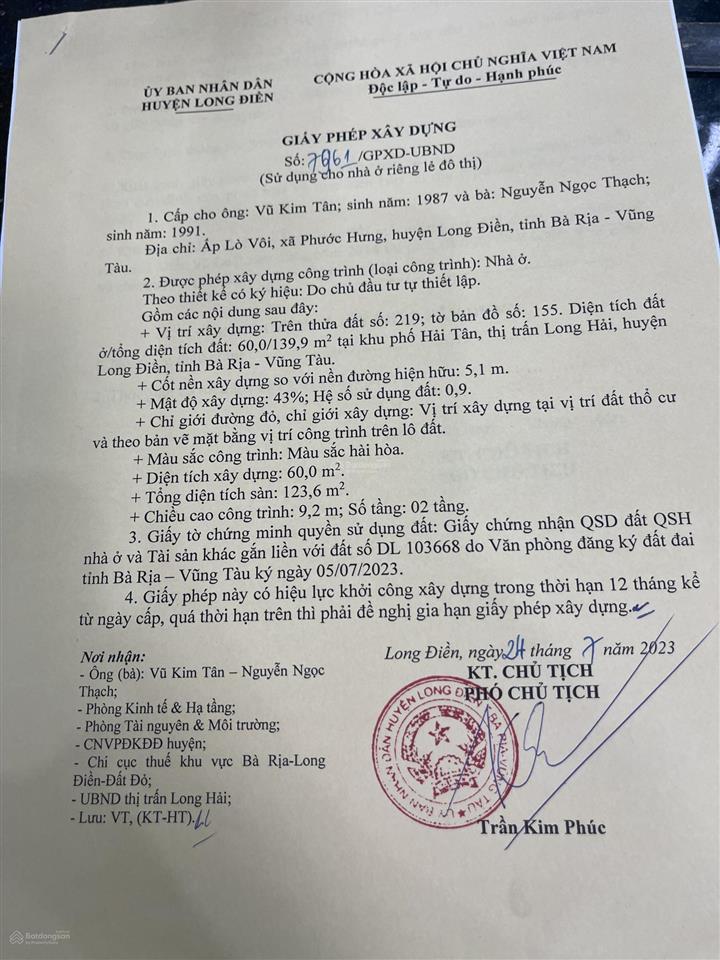 ỦY BAN NHÂN DÂN
HUYỆN LONG ĐIỀN
CỘNG HÒA XÃ HỘI CHỦ NGHĨA VIỆT NAM
Độc lập - Tự do - Hạnh phúc
GIẤY PHÉP XÂY DỰNG
Số: /GPXD-UBND
(Sử dụng cho nhà ở riêng lẻ đô thị)
1. Cấp cho ông: Vũ Kim Tân; sinh năm: 1987 và bà: Nguyễn Ngọc Thạch;
sinh năm: 1991.
Địa chỉ: Ấp Lò Vôi, xã Phước Hưng, huyện Long Điền, tỉnh Bà Rịa - Vũng
Tàu.
2. Được phép xây dựng công trình (loại công trình): Nhà ở.
Theo thiết kế có ký hiệu: Do chủ đầu tư tự thiết lập.
Gồm các nội dung sau đây:
+ Vị trí xây dựng: Trên thửa đất số: 219; tờ bản đồ số: 155. Diện tích đất
ở/tổng diện tích đất: 60,0/139,9 m² tại khu phố Hải Tân, thị trấn Long Hải, huyện
Long Điền, tỉnh Bà Rịa - Vũng Tàu.
+ Cốt nền xây dựng so với nền đường hiện hữu: 5,1 m.
+ Mật độ xây dựng: 43%; Hệ số sử dụng đất: 0,9.
+ Chỉ giới đường đỏ, chỉ giới xây dựng: Vị trí xây dựng tại vị trí đất thổ cư
và theo bản vẽ mặt bằng vị trí công trình trên lô đất.
+ Màu sắc công trình: Màu sắc hài hòa.
+ Diện tích xây dựng: 60,0 m².
+ Tổng diện tích sàn: 123,6 m².
+ Chiều cao công trình: 9,2 m; Số tầng: 02 tầng.
3. Giấy tờ chứng minh quyền sử dụng đất: Giấy chứng nhận QSD đất QSH
nhà ở và Tài sản khác gắn liền với đất số DL 103668 do Văn phòng đăng ký đất đai
tỉnh Bà Rịa – Vũng Tàu ký ngày 05/07/2023.
4. Giấy phép này có hiệu lực khởi công xây dựng trong thời hạn 12 tháng kể
từ ngày cấp, quá thời hạn trên thì phải đề nghị gia hạn giấy phép xây dựng.
Nơi nhận:
- Ông (bà): Vũ Kim Tân – Nguyễn Ngọc
Thạch;
- Phòng Kinh tế & Hạ tầng;
- Phòng Tài nguyên & Môi trường;
- CNVPĐKĐĐ huyện;
- Chi cục thuế khu vực Bà Rịa-Long
Điền-Đất Đỏ;
- UBND thị trấn Long Hải;
- Lưu: VT, (KT-HT).
Long Điền, ngày 24 tháng 7 năm 2023
KT. CHỦ TỊCH
PHÓ CHỦ TỊCH
ỦY BAN NHÂN DÂN HUYỆN LONG ĐIỀN T. BÀ RỊA-VŨNG TÀU
Trần Kim Phúc
Batdongsan